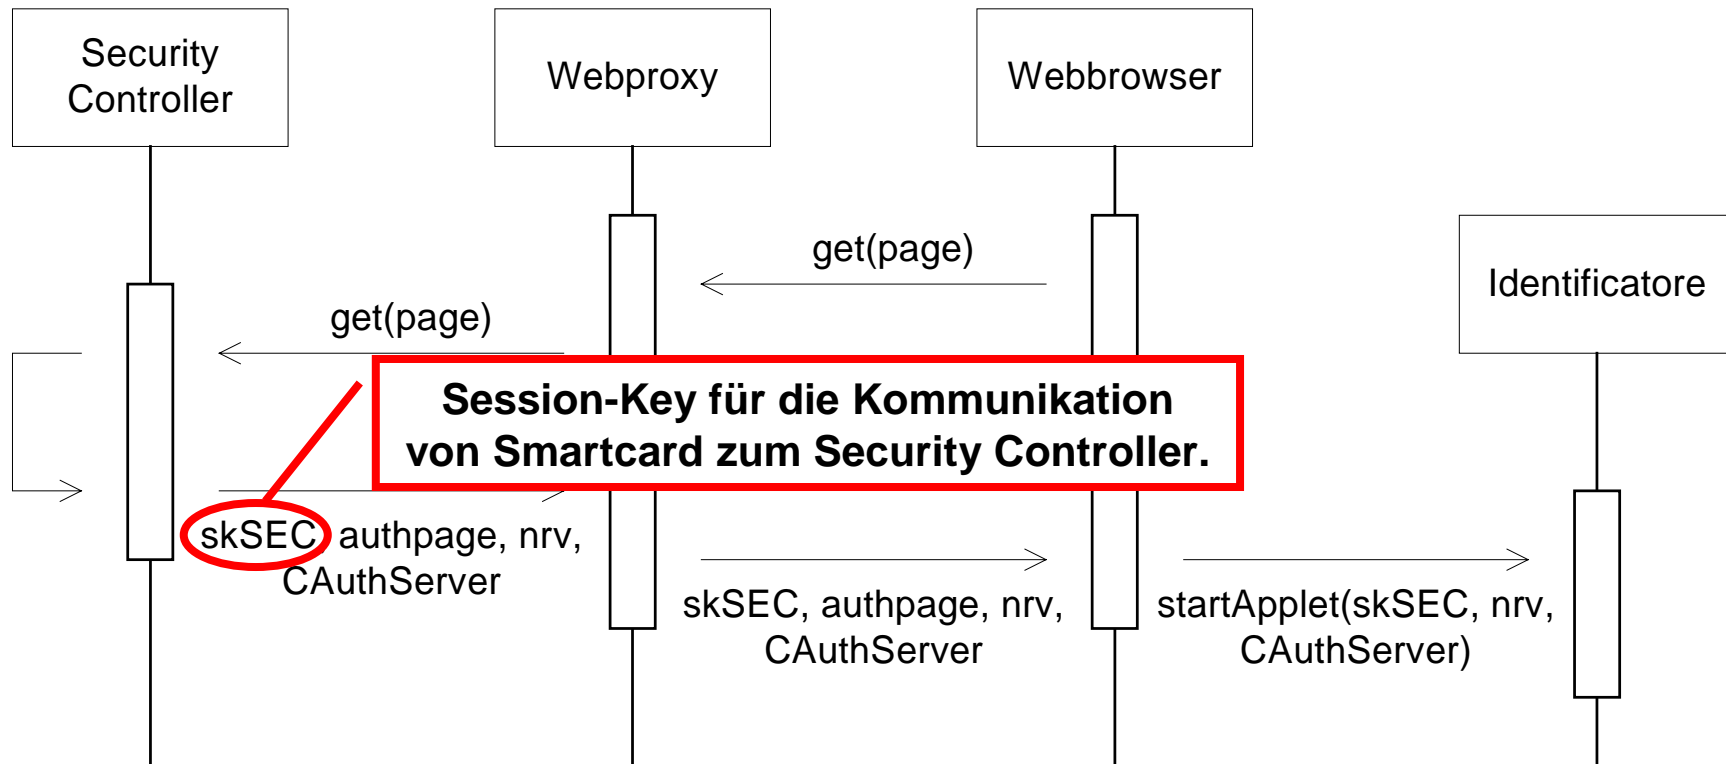 Security
Controller
Webproxy
Webbrowser
get(page)
Identificatore
get(page)
Session-Key für die Kommunikation
von Smartcard zum Security Controller.
skSEC, authpage, nrv,
CAuthServer
skSEC, authpage, nrv,
CAuthServer
startApplet(skSEC, nrv,
CAuthServer)